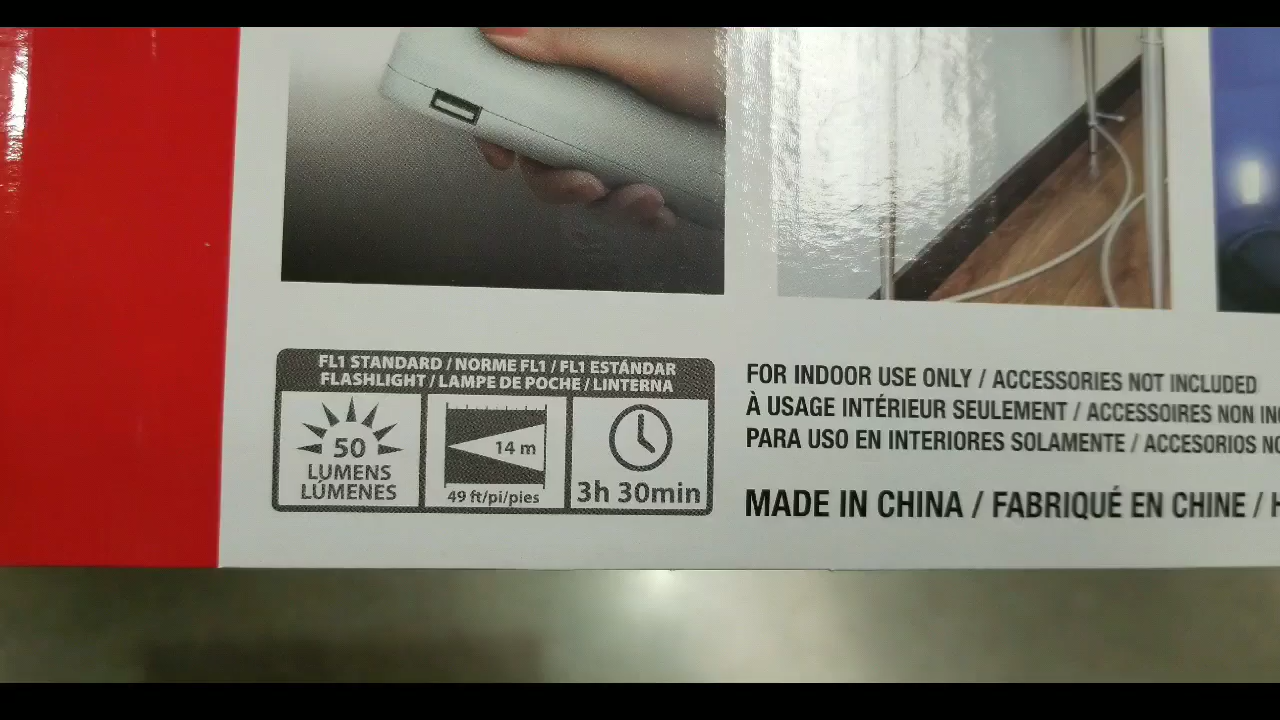 FL1 STANDARD / NORME FL1 / FL1 ESTÁNDAR
FLASHLIGHT / LAMPE DE POCHE / LINTERNA
50
LUMENS
LÚMENES
14 m
49 ft/pi/pies
3h 30min
FOR INDOOR USE ONLY / ACCESSORIES NOT INCLUDED
À USAGE INTÉRIEUR SEULEMENT / ACCESSOIRES NON
PARA USO EN INTERIORES SOLAMENTE / ACCESORIOS
MADE IN CHINA / FABRIQUÉ EN CHINE /